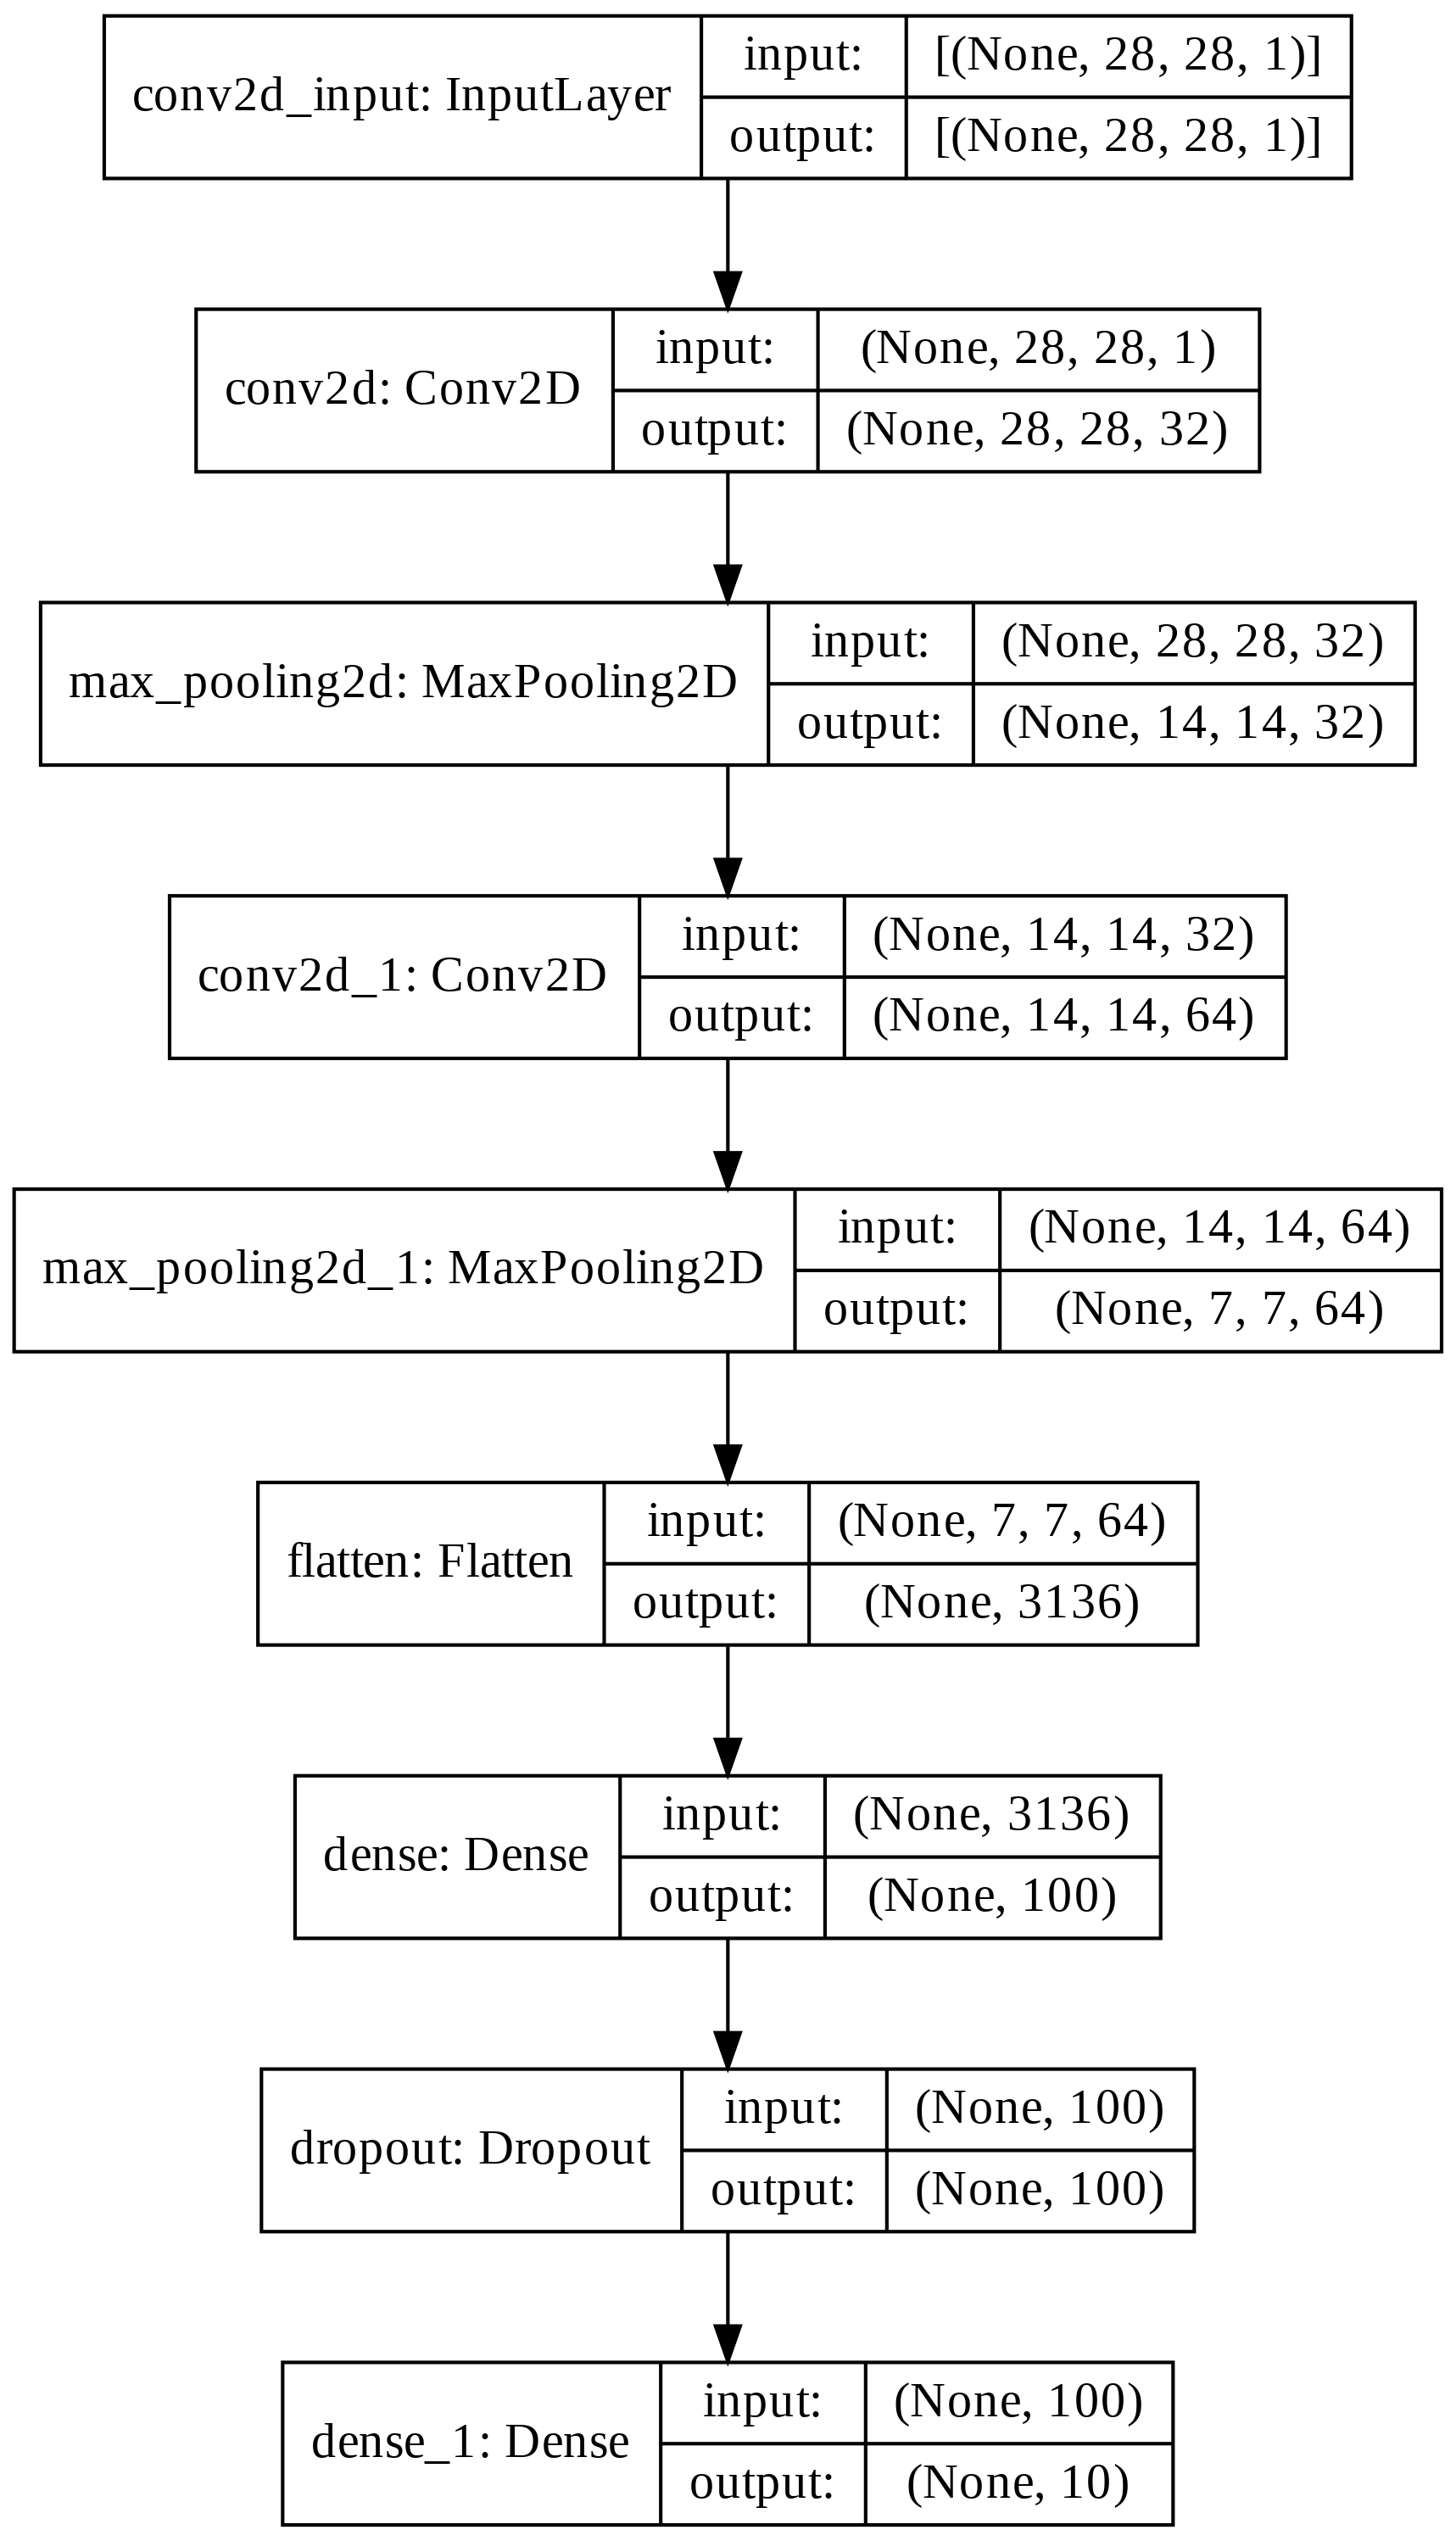 conv2d_input: InputLayer
input:
[(None, 28, 28, 1)]
output:
[(None, 28, 28, 1)]
conv2d: Conv2D
input:
(None, 28, 28, 1)
output:
(None, 28, 28, 32)
max_pooling2d: MaxPooling2D
input:
(None, 28, 28, 32)
output:
(None, 14, 14, 32)
conv2d_1: Conv2D
input:
(None, 14, 14, 32)
output:
(None, 14, 14, 64)
max_pooling2d_1: MaxPooling2D
input:
(None, 14, 14, 64)
output:
(None, 7, 7, 64)
flatten: Flatten
input:
(None, 7, 7, 64)
output:
(None, 3136)
dense: Dense
input:
(None, 3136)
output:
(None, 100)
dropout: Dropout
input:
(None, 100)
output:
(None, 100)
dense_1: Dense
input:
(None, 100)
output:
(None, 10)